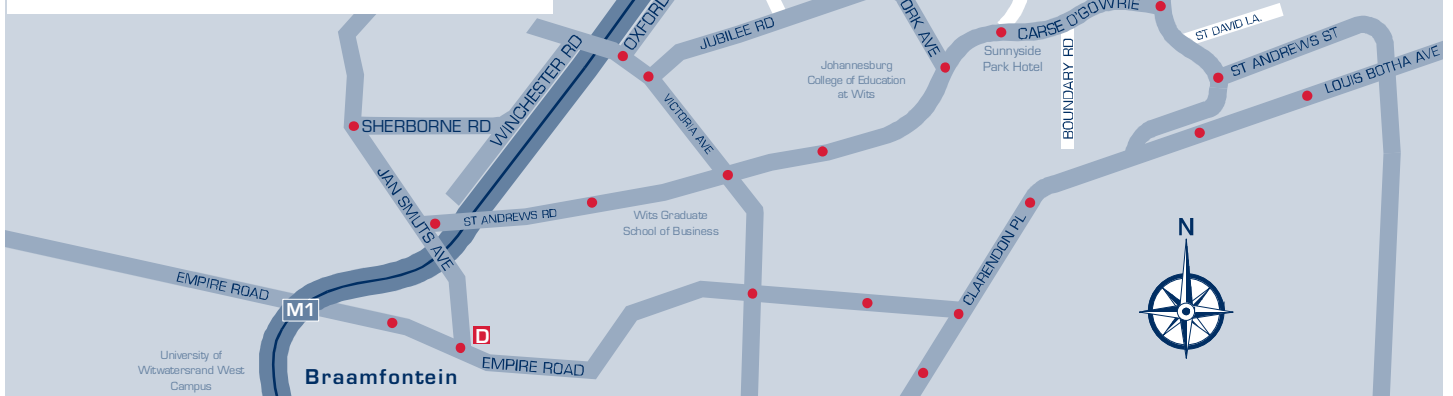 OXFORD
WINCHESTER RD
JUBILEE RD
CARSE O'GOWRIE
ST DAVID LA.
Sunnyside
Park Hotel
BOUNDARY RD
ST ANDREWS ST
LOUIS BOTHA AVE
Johannesburg
College of Education
at Wits
SHERBORNE RD
VICTORIA AVE
JAN SMUTS AVE
ST ANDREWS RD
Wits Graduate
School of Business
CLARENDON PL
N
EMPIRE ROAD
M1
D
EMPIRE ROAD
University of
Witwatersrand West
Campus
Braamfontein